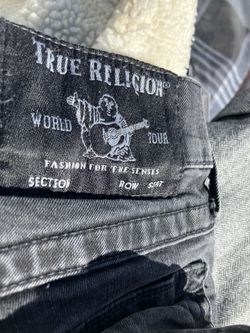 TRUE RELIGION®
WORLD TOUR
FASHION FOR THE SENSES
SECTION ROW SEAT